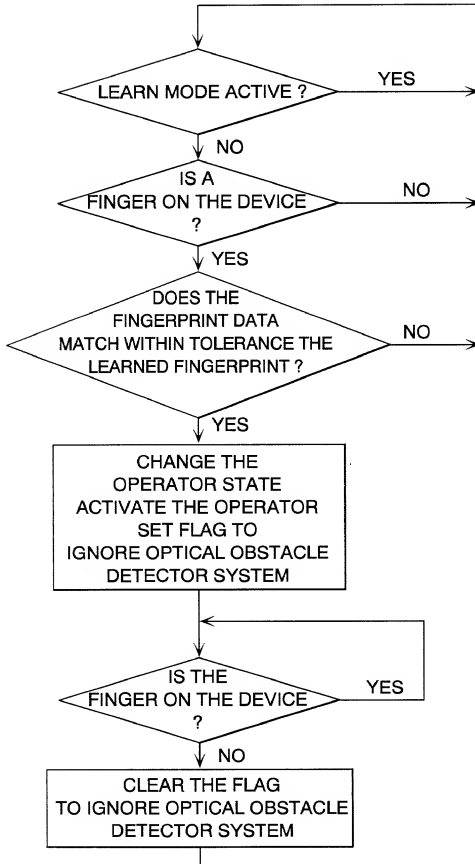 LEARN MODE ACTIVE ?
YES
NO
IS A
FINGER ON THE DEVICE
?
NO
YES
DOES THE
FINGERPRINT DATA
MATCH WITHIN TOLERANCE THE
LEARNED FINGERPRINT ?
NO
YES
CHANGE THE
OPERATOR STATE
ACTIVATE THE OPERATOR
SET FLAG TO
IGNORE OPTICAL OBSTACLE
DETECTOR SYSTEM
IS THE
FINGER ON THE DEVICE
?
YES
NO
CLEAR THE FLAG
TO IGNORE OPTICAL OBSTACLE
DETECTOR SYSTEM